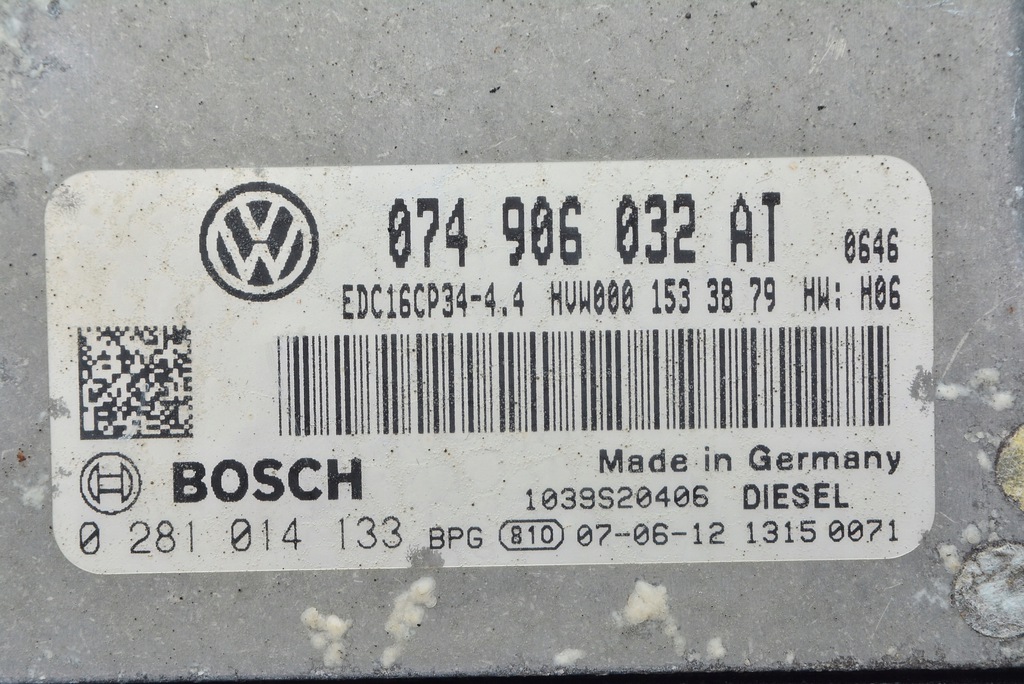 074 906 032 AT 0646
EDC16CP34-4.4 HVW000 153 38 79 HW: H06
BOSCH
Made in Germany
1039S20406 DIESEL
0 281 014 133 BPG 810 07-06-12 1315 0071